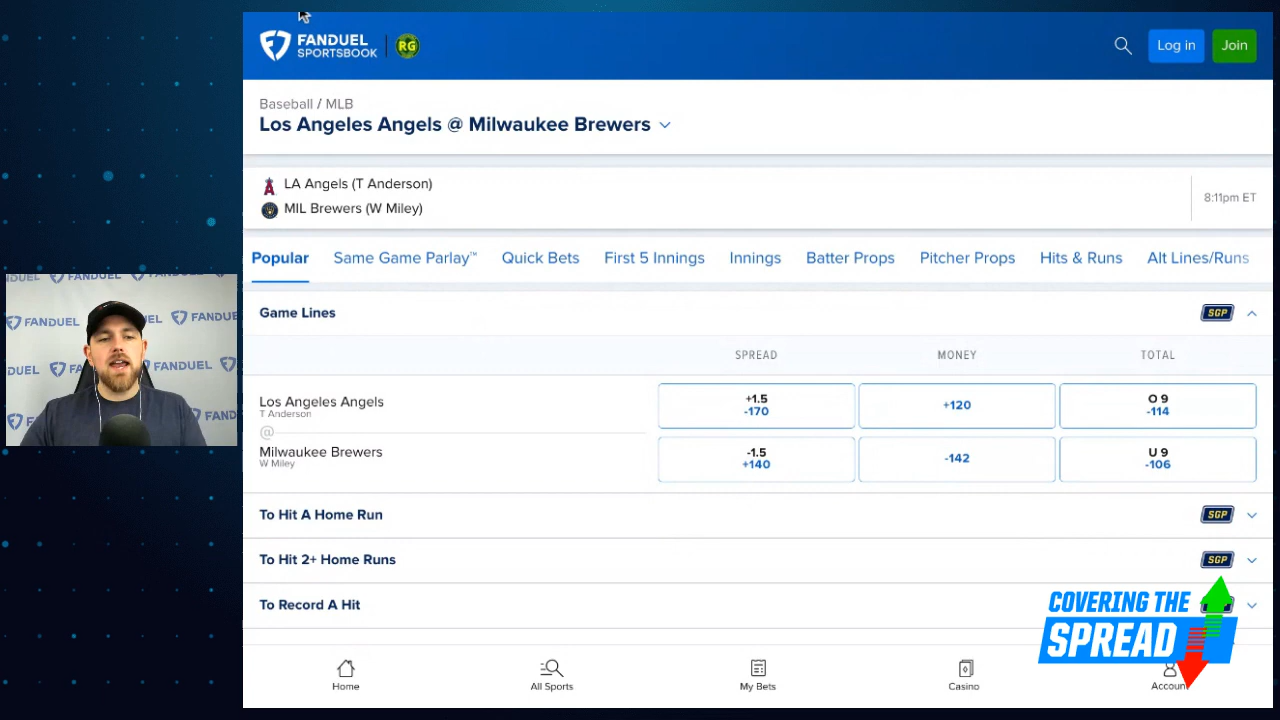 FANDUEL
SPORTSBOOK
RG
Log in
Join
Baseball / MLB
Los Angeles Angels @ Milwaukee Brewers
LA Angels (T Anderson)
MIL Brewers (W Miley)
8:11pm ET
Popular
Same Game Parlay™
Quick Bets
First 5 Innings
Innings
Batter Props
Pitcher Props
Hits & Runs
Alt Lines/Runs
Game Lines
SGP
SPREAD
MONEY
TOTAL
Los Angeles Angels
T Anderson
+1.5
-170
+120
O 9
-114
@
Milwaukee Brewers
W Miley
-1.5
+140
-142
U 9
-106
To Hit A Home Run
SGP
To Hit 2+ Home Runs
SGP
To Record A Hit
COVERING THE
SPREAD
Home
All Sports
My Bets
Casino
Account
FANDUEL
FANDUEL
FANDUEL